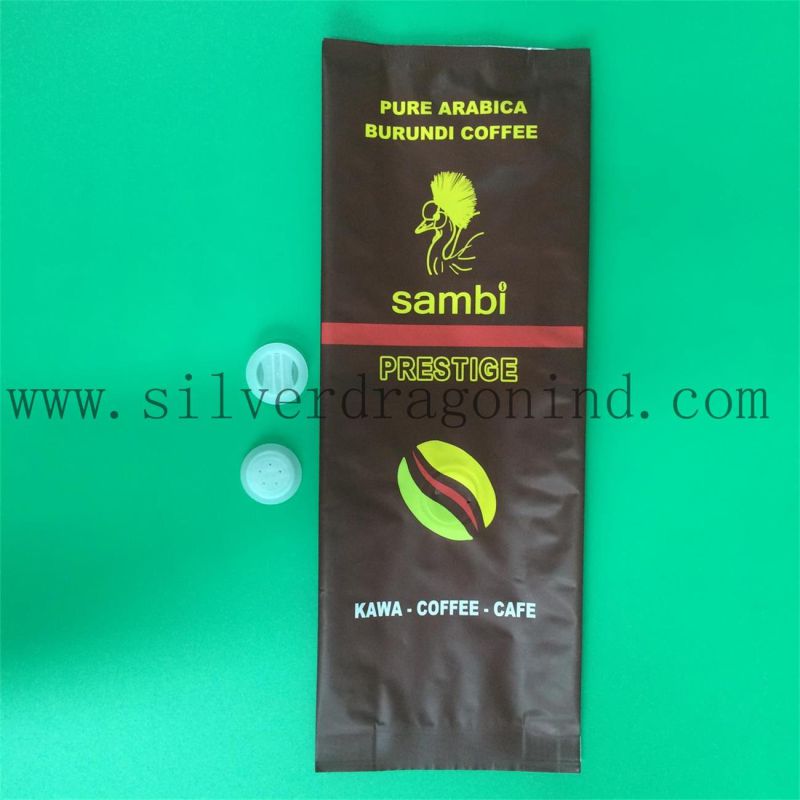 PURE ARABICA
BURUNDI COFFEE
sambi
PRESTIGE
www.silverdragonind.com
KAWA - COFFEE - CAFE